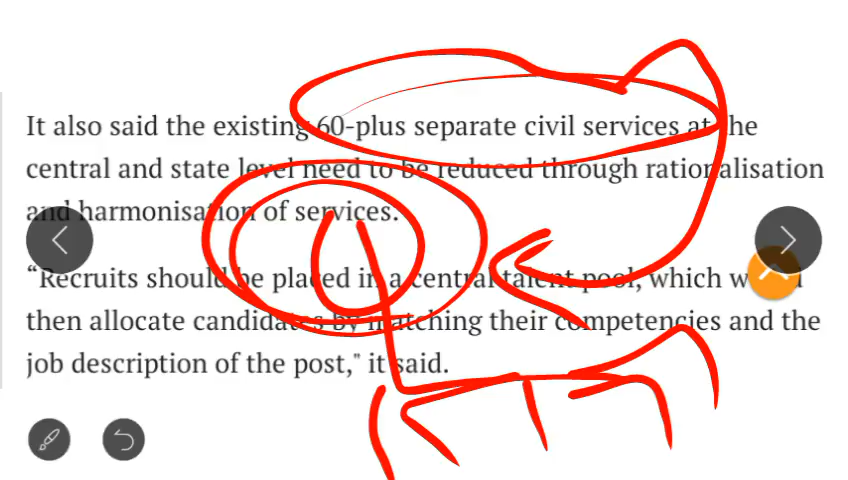 It also said the existing 60-plus separate civil services at the
central and state level need to be reduced through rationalisation
and harmonisation of services.
“Recruits should be placed in a central talent pool, which would
then allocate candidates by matching their competencies and the
job description of the post," it said.